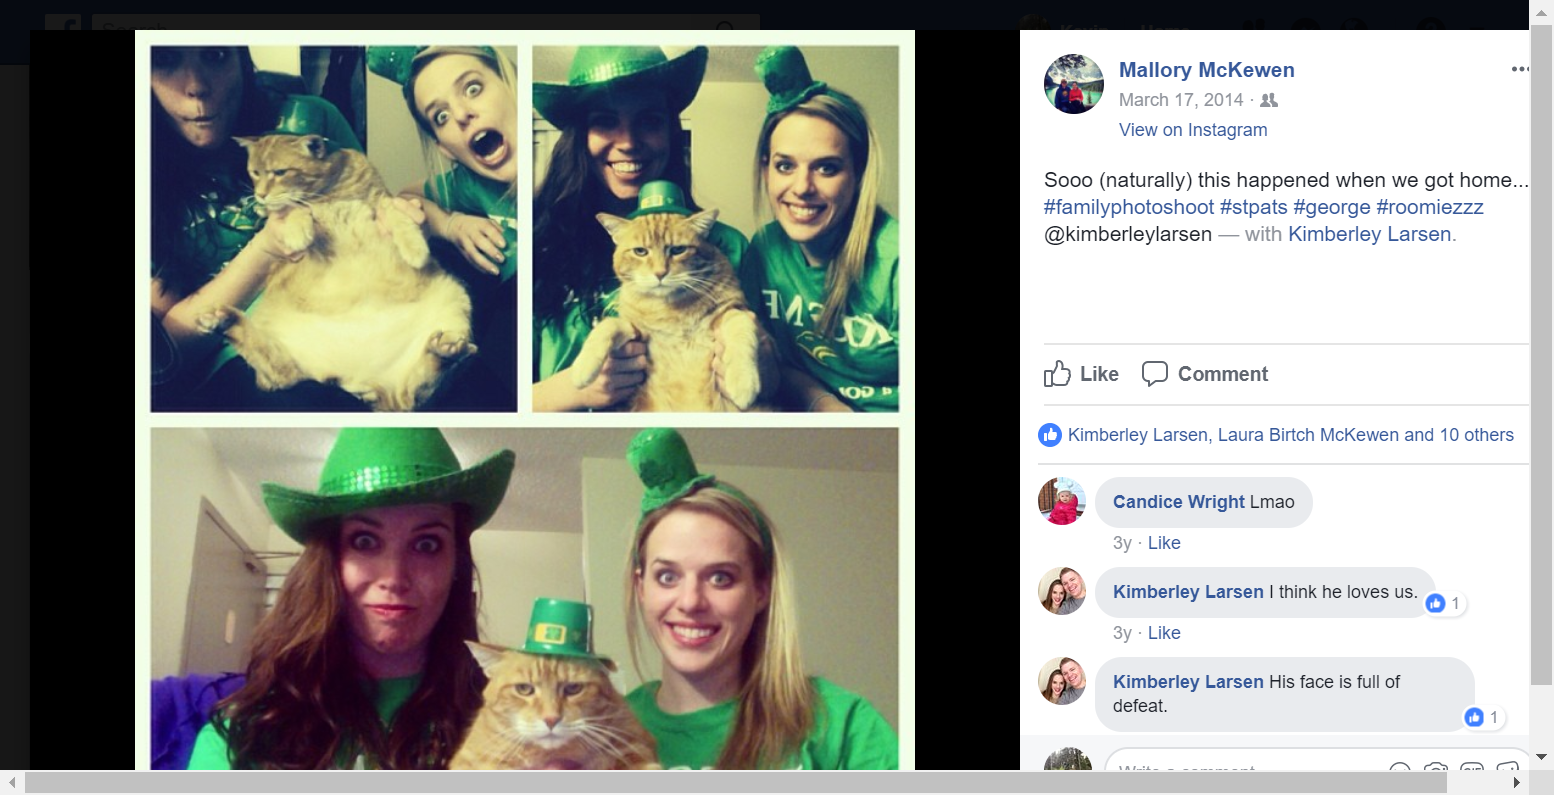 Search
Mallory McKewen
March 17, 2014 ·
View on Instagram
Sooo (naturally) this happened when we got home...
#familyphotoshoot #stpats #george #roomiezzz
@kimberleylarsen — with Kimberley Larsen.
Like Comment
Kimberley Larsen, Laura Birtch McKewen and 10 others
Candice Wright Lmao
3y · Like
Kimberley Larsen I think he loves us.
1
3y · Like
Kimberley Larsen His face is full of
defeat.
1
Write a comment...